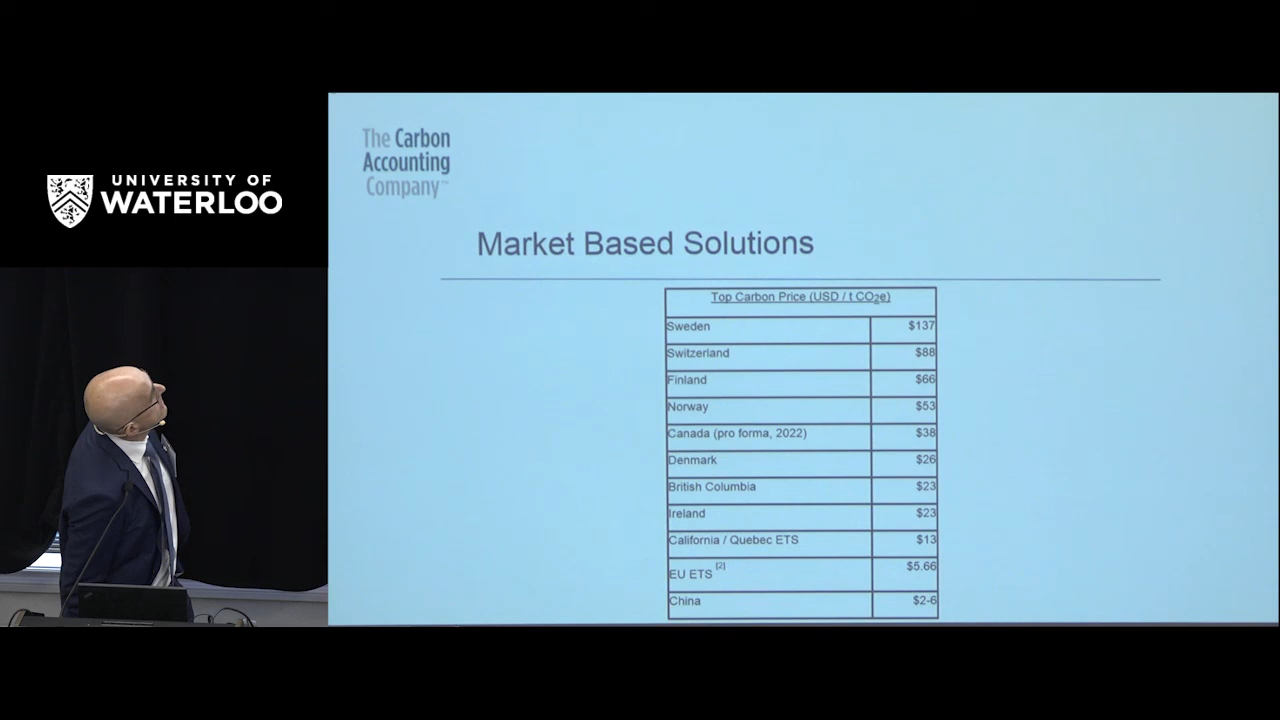 UNIVERSITY OF
WATERLOO
The Carbon
Accounting
Company™
Market Based Solutions
Top Carbon Price (USD / t CO2e)
Sweden $137
Switzerland $88
Finland $66
Norway $53
Canada (pro forma, 2022) $38
Denmark $26
British Columbia $23
Ireland $23
California / Quebec ETS $13
EU ETS [2] $5.66
China $2-6